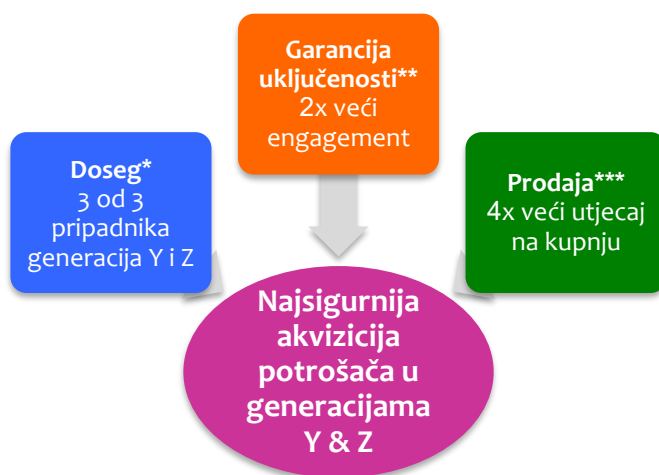 Garancija
uključenosti**
2x veći
engagement
Doseg*
3 od 3
pripadnika
generacija Y i Z
Prodaja***
4x veći utjecaj
na kupnju
Najsigurnija
akvizicija
potrošača u
generacijama
Y & Z